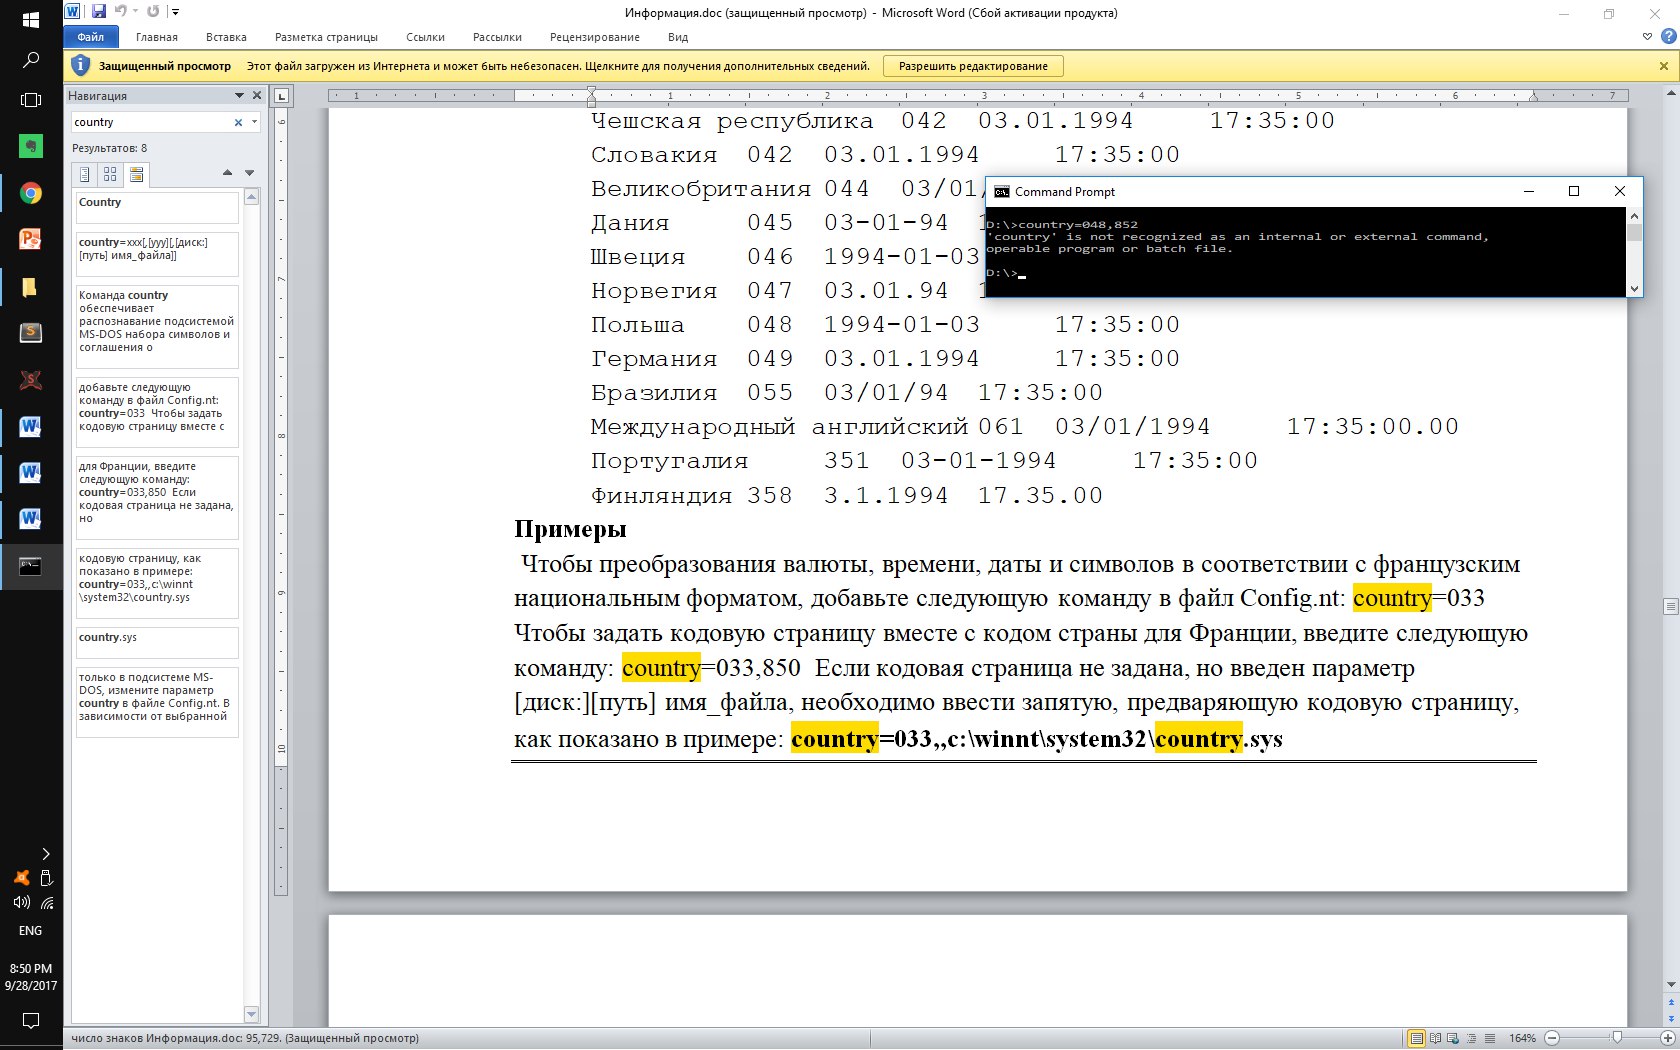 Информация.doc (защищенный просмотр) - Microsoft Word (Сбой активации продукта)
Файл Главная Вставка Разметка страницы Ссылки Рассылки Рецензирование Вид
Защищенный просмотр Этот файл загружен из Интернета и может быть небезопасен. Щелкните для получения дополнительных сведений. Разрешить редактирование
Навигация
country
Результатов: 8
Country
country=xxx[,[yyy][,[диск:]
[путь] имя_файла]]
Команда country
обеспечивает
распознавание подсистемой
MS-DOS набора символов и
соглашения о
добавьте следующую
команду в файл Config.nt:
country=033 Чтобы задать
кодовую страницу вместе с
для Франции, введите
следующую команду:
country=033,850 Если
кодовая страница не задана,
но
кодовую страницу, как
показано в примере:
country=033,,c:\winnt
\system32\country.sys
country.sys
только в подсистеме MS-
DOS, измените параметр
country в файле Config.nt. В
зависимости от выбранной
1 1 2 3 4 5 6 7
6
7
8
9
10
Чешская республика 042 03.01.1994 17:35:00
Словакия 042 03.01.1994 17:35:00
Великобритания 044 03/01/
Дания 045 03-01-94
Швеция 046 1994-01-03
Норвегия 047 03.01.94
Польша 048 1994-01-03 17:35:00
Германия 049 03.01.1994 17:35:00
Бразилия 055 03/01/94 17:35:00
Международный английский 061 03/01/1994 17:35:00.00
Португалия 351 03-01-1994 17:35:00
Финляндия 358 3.1.1994 17.35.00
Примеры
Чтобы преобразования валюты, времени, даты и символов в соответствии с французским
национальным форматом, добавьте следующую команду в файл Config.nt: country=033
Чтобы задать кодовую страницу вместе с кодом страны для Франции, введите следующую
команду: country=033,850 Если кодовая страница не задана, но введен параметр
[диск:][путь] имя_файла, необходимо ввести запятую, предваряющую кодовую страницу,
как показано в примере: country=033,,c:\winnt\system32\country.sys
Command Prompt
D:\>country=048,852
'country' is not recognized as an internal or external command,
operable program or batch file.
D:\>
ENG
8:50 PM
9/28/2017
число знаков Информация.doc: 95,729. (Защищенный просмотр)
164%